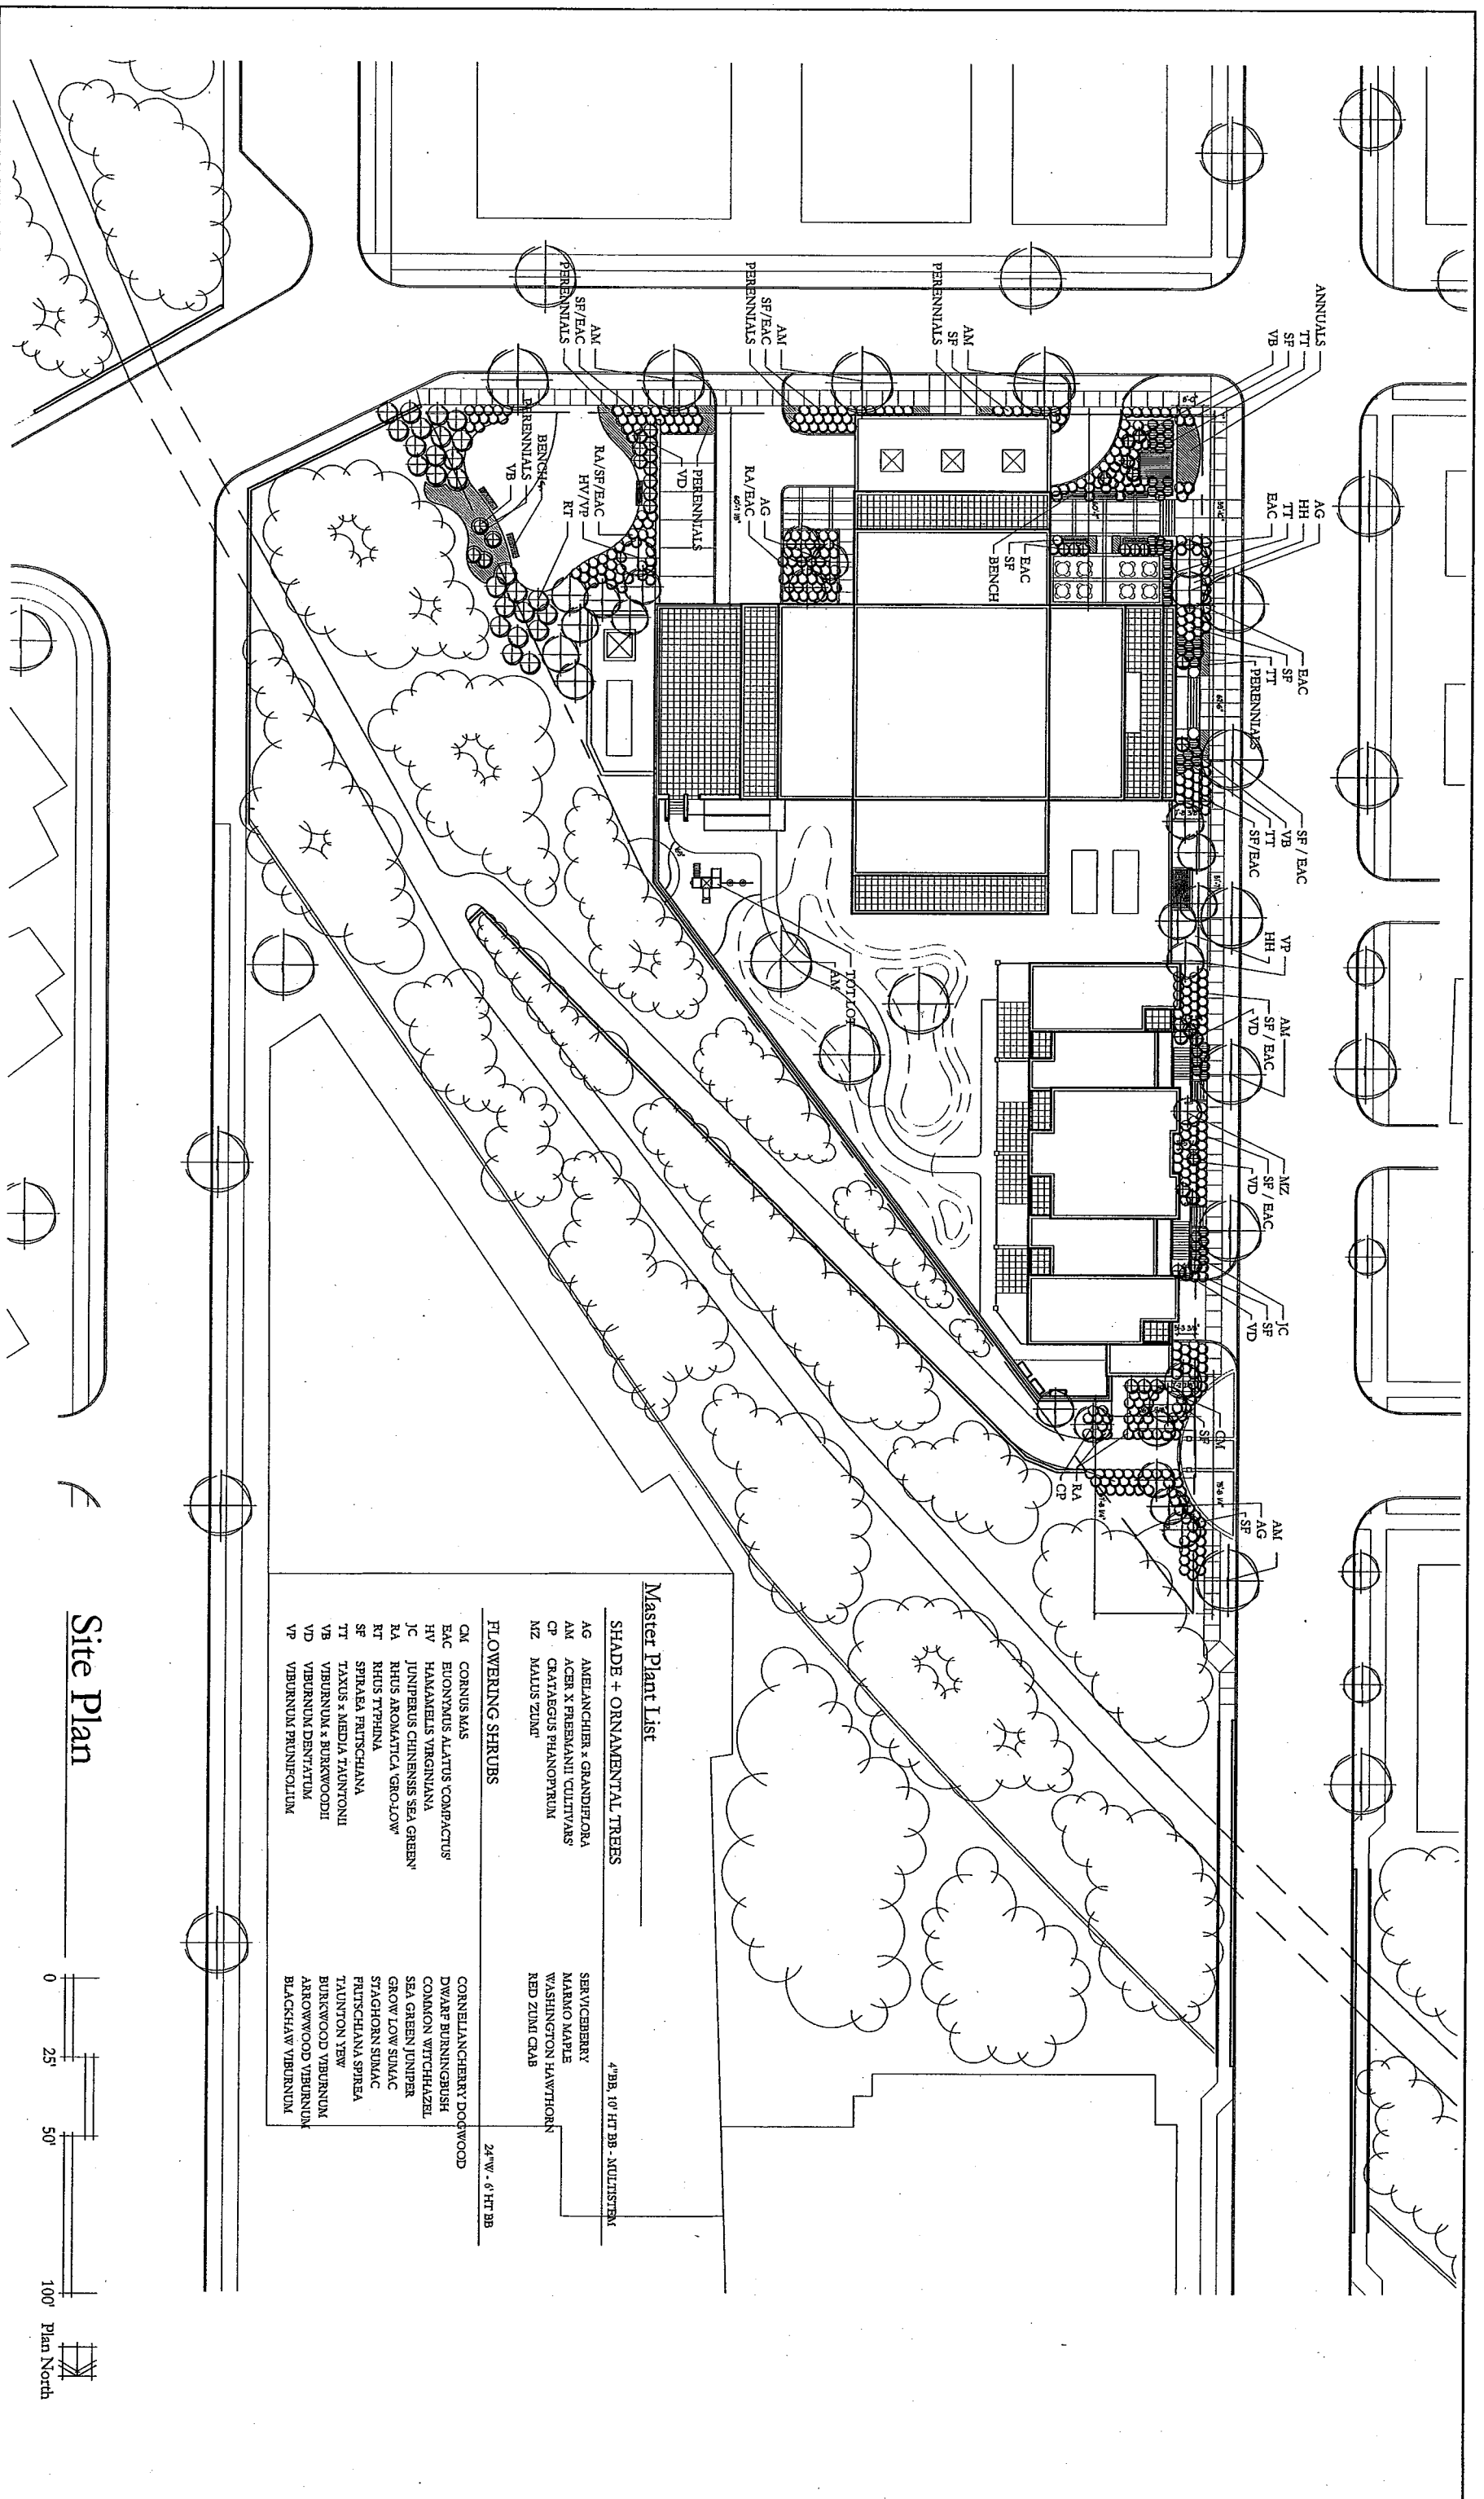 ANNUALS
TT
SF
VB
AM
SF
PERENNIALS
AM
SF/EAC
PERENNIALS
AM
SF/EAC
PERENNIALS
AG
HH
TT
EAC
EAC
SF
BENCH
AG
RA/EAC
PERENNIALS
VD
RA/SF/EAC
HV/VP
RT
BENCH
PERENNIALS
VB
EAC
SF
TT
PERENNIALS
SF / EAC
VB
TT
SF/EAC
VP
HH
TOT LOT
AM
AM
SF / EAC
VD
MZ
SF / EAC
VD
JC
SF
VD
CM
SF
RA
CP
AM
AG
SF
Master Plant List
SHADE + ORNAMENTAL TREES 4"BB, 10' HT BB - MULTISTEM
AG AMELANCHIER x GRANDIFLORA SERVICEBERRY
AM ACER X FREEMANII 'CULTIVARS' MARMO MAPLE
CP CRATAEGUS PHANOPYRUM WASHINGTON HAWTHORN
MZ MALUS 'ZUMI' RED ZUMI CRAB
FLOWERING SHRUBS 24"W - 6' HT BB
CM CORNUS MAS CORNELIANCHERRY DOGWOOD
EAC EUONYMUS ALATUS 'COMPACTUS' DWARF BURNINGBUSH
HV HAMAMELIS VIRGINIANA COMMON WITCHHAZEL
JC JUNIPERUS CHINENSIS 'SEA GREEN' SEA GREEN JUNIPER
RA RHUS AROMATICA 'GRO-LOW' GROW LOW SUMAC
RT RHUS TYPHINA STAGHORN SUMAC
SF SPIRAEA FRITSCHIANA FRITSCHIANA SPIREA
TT TAXUS x MEDIA TAUNTONII TAUNTON YEW
VB VIBURNUM x BURKWOODII BURKWOOD VIBURNUM
VD VIBURNUM DENTATUM ARROWWOOD VIBURNUM
VP VIBURNUM PRUNIFOLIUM BLACKHAW VIBURNUM
Site Plan
0 25' 50' 100' Plan North